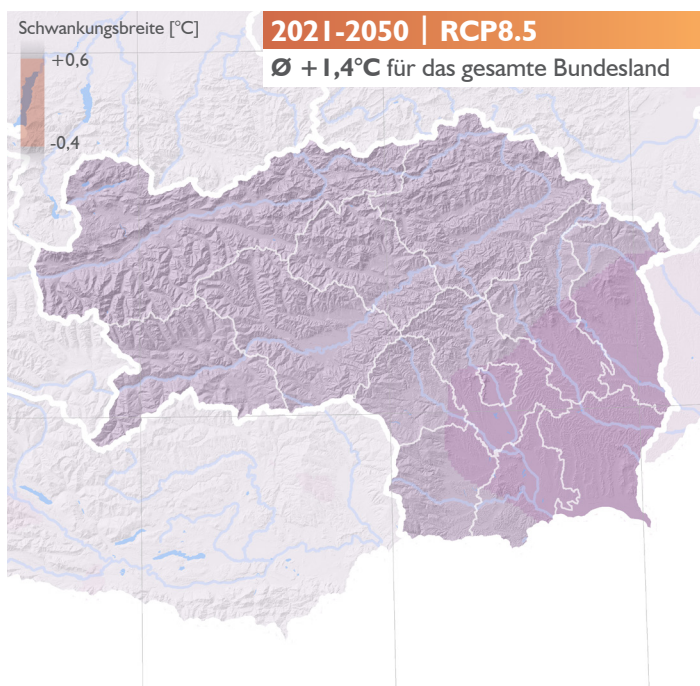 Schwankungsbreite [°C]
+0,6
-0,4
2021-2050 | RCP8.5
Ø +1,4°C für das gesamte Bundesland